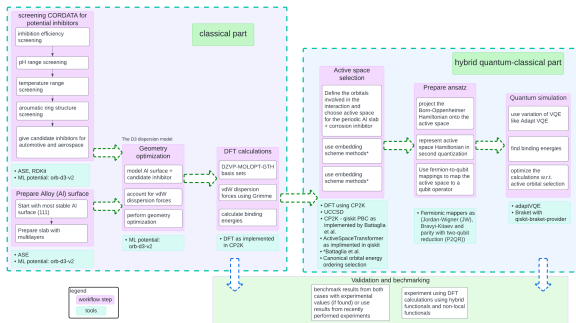 screening CORDATA for
potential inhibitors
inhibition efficiency
screening
pH range screening
temperature range
screening
aroumatic ring structure
screening
give candidate inhibitors for
automotive and aerospace
ASE, RDKit
ML potential: orb-d3-v2
Prepare Alloy (Al) surface
Start with most stable Al surface
(111)
Prepare slab with
multilayers
ASE
ML potential: orb-d3-v2
classical part
The D3 dispersion model
Geometry
optimization
model Al surface +
candidate inhibitor
account for vdW
dispersion forces
perform geometry
optimization
ML potential:
orb-d3-v2
DFT calculations
DZVP-MOLOPT-GTH
basis sets
vdW dispersion
forces using Grimme
calculate binding
energies
DFT as implemented
in CP2K
hybrid quantum-classical part
Active space
selection
Define the orbitals
involved in the
interaction and
choose active space
for the periodic Al slab
+ corrosion inhibitor
use embedding
scheme methods*
use embedding
scheme methods*
DFT using CP2K
UCCSD
CP2K - qiskit PBC as
implemented by Battaglia
et al.
ActiveSpaceTransformer
as implemented in qiskit
*Battaglia et al.
Canonical orbital energy
ordering selection
Prepare ansatz
project the
Born-Oppenheimer
Hamiltonian onto the
active space
represent active
space Hamiltonian in
second quantization
Use fermion-to-qubit
mappings to map the
active space to a
qubit operator
Fermionic mappers as
(Jordan-Wigner (JW),
Bravyi-Kitaev and
parity with two-qubit
reduction (P2QR))
Quantum simulation
use variation of VQE
like Adapt VQE
find binding energies
optimize the
calculations w.r.t.
active orbital selection
adaptVQE
Braket with
qiskit-braket-provider
legend
workflow step
tools
Validation and bechmarking
benchmark results from both
cases with experimental
values (if found) or use
results from recently
performed experiments
experiment using DFT
calculations using hybrid
functionals and non-local
functionals